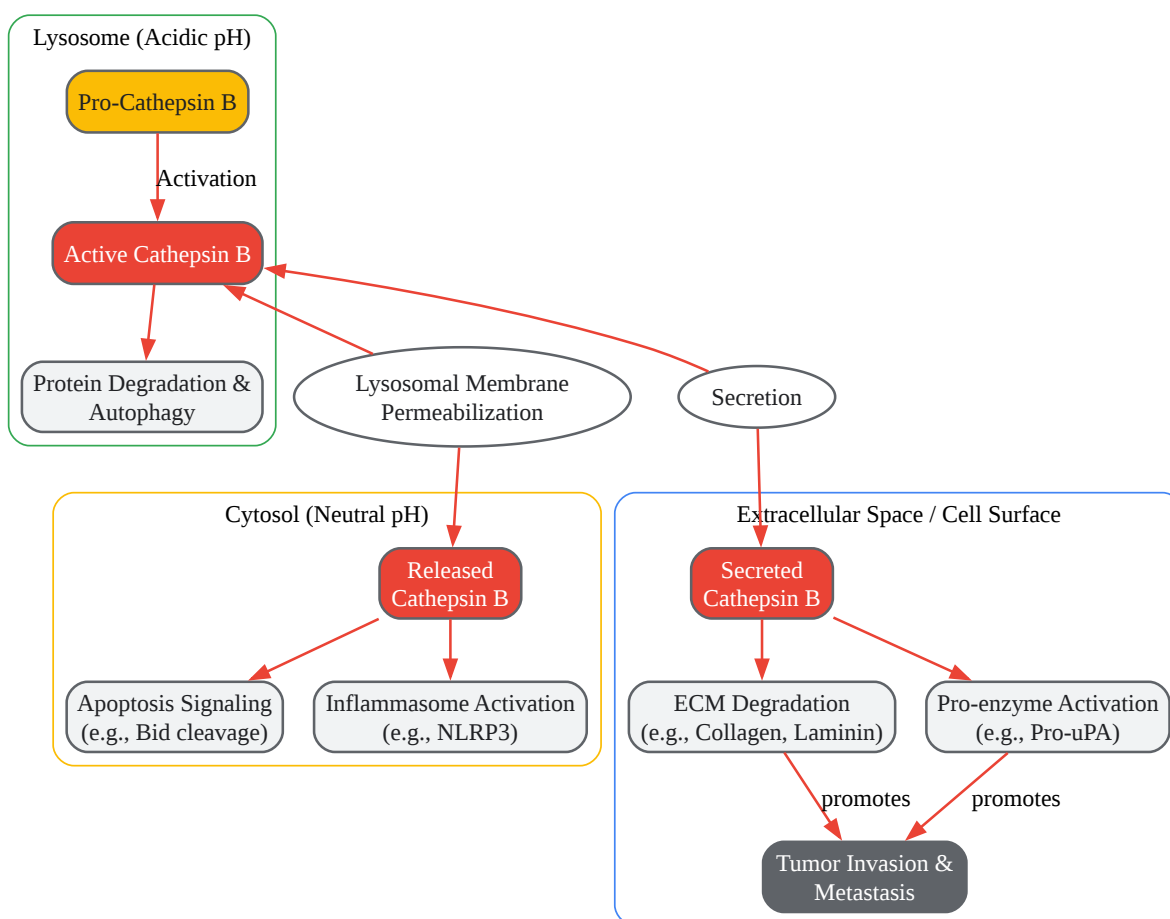 Lysosome (Acidic pH)
Pro-Cathepsin B
Activation
Active Cathepsin B
Protein Degradation &
Autophagy
Lysosomal Membrane
Permeabilization
Secretion
Cytosol (Neutral pH)
Released
Cathepsin B
Apoptosis Signaling
(e.g., Bid cleavage)
Inflammasome Activation
(e.g., NLRP3)
Extracellular Space / Cell Surface
Secreted
Cathepsin B
ECM Degradation
(e.g., Collagen, Laminin)
Pro-enzyme Activation
(e.g., Pro-uPA)
promotes
promotes
Tumor Invasion &
Metastasis